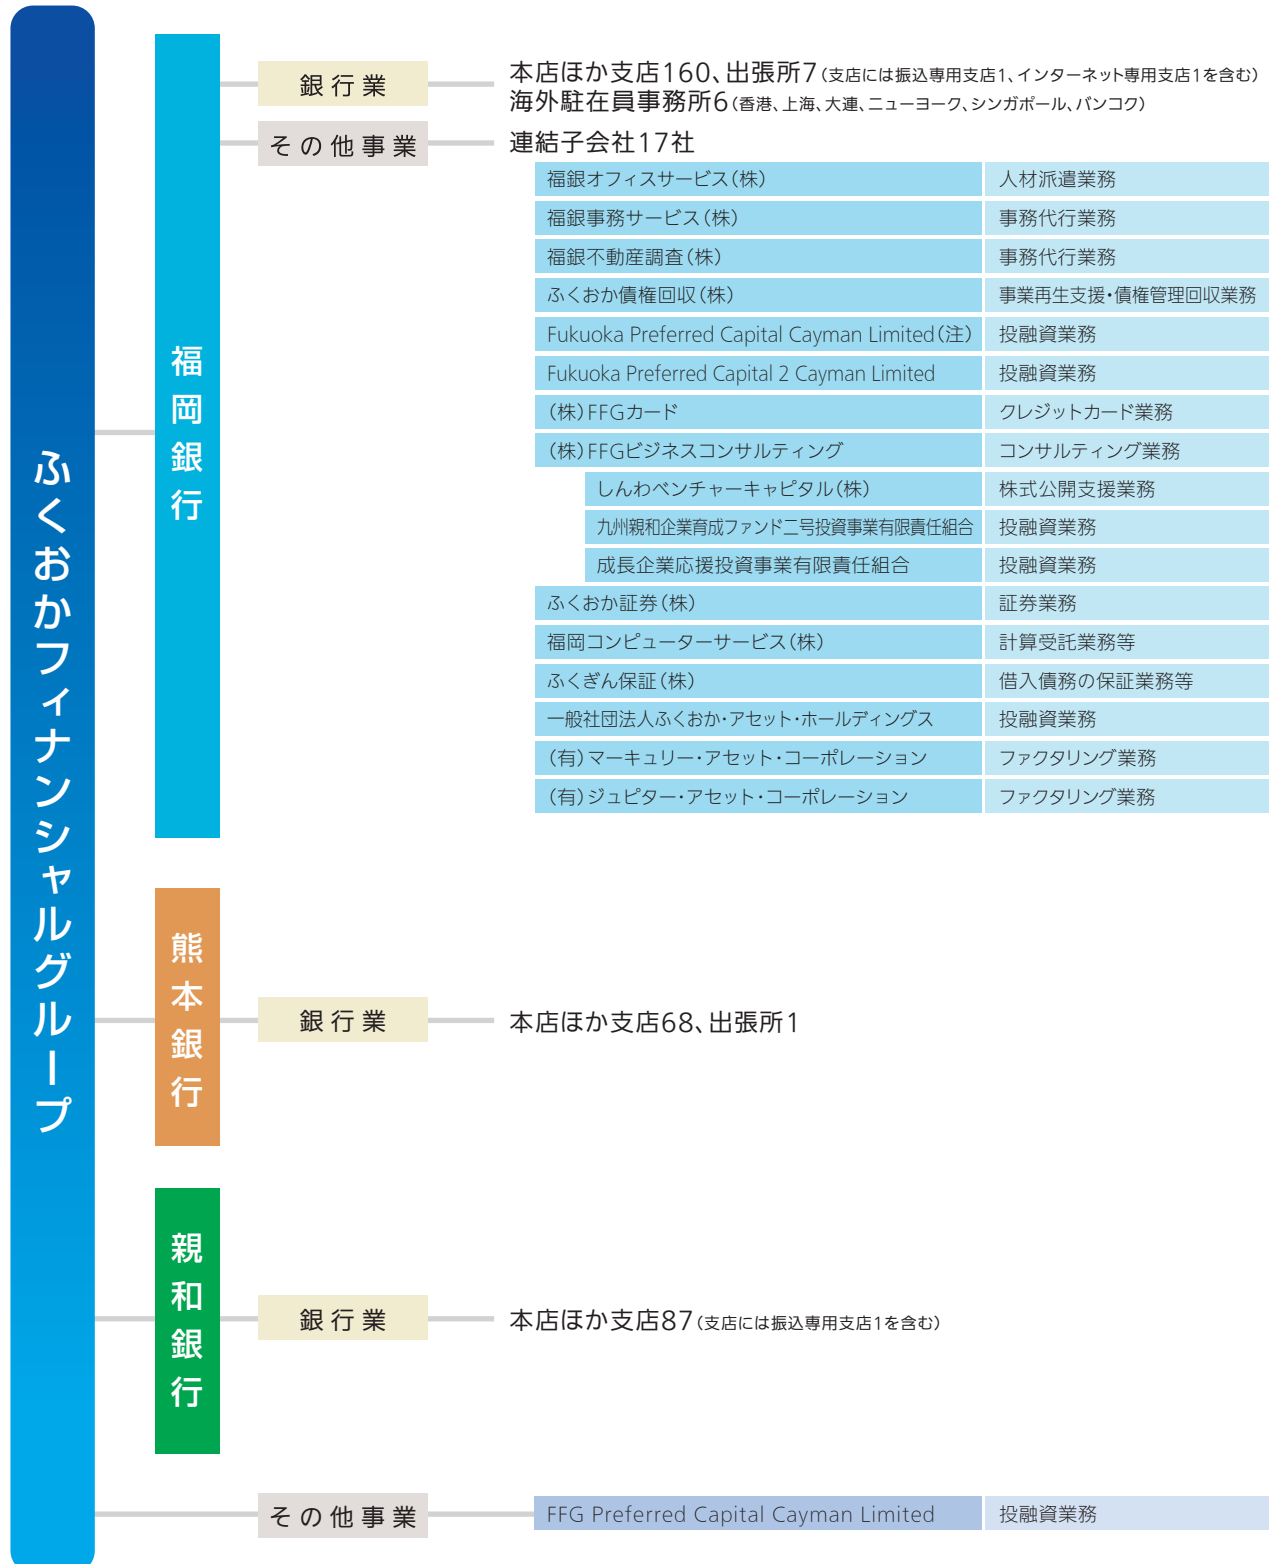 ふくおかフィナンシャルグループ
福岡銀行
銀行業
本店ほか支店160、出張所7(支店には振込専用支店1、インターネット専用支店1を含む)
海外駐在員事務所6(香港、上海、大連、ニューヨーク、シンガポール、バンコク)
その他事業
連結子会社17社
福銀オフィスサービス(株) 人材派遣業務
福銀事務サービス(株) 事務代行業務
福銀不動産調査(株) 事務代行業務
ふくおか債権回収(株) 事業再生支援・債権管理回収業務
Fukuoka Preferred Capital Cayman Limited(注) 投融資業務
Fukuoka Preferred Capital 2 Cayman Limited 投融資業務
(株)FFGカード クレジットカード業務
(株)FFGビジネスコンサルティング コンサルティング業務
しんわベンチャーキャピタル(株) 株式公開支援業務
九州親和企業育成ファンド二号投資事業有限責任組合 投融資業務
成長企業応援投資事業有限責任組合 投融資業務
ふくおか証券(株) 証券業務
福岡コンピューターサービス(株) 計算受託業務等
ふくぎん保証(株) 借入債務の保証業務等
一般社団法人ふくおか・アセット・ホールディングス 投融資業務
(有)マーキュリー・アセット・コーポレーション ファクタリング業務
(有)ジュピター・アセット・コーポレーション ファクタリング業務
熊本銀行
銀行業
本店ほか支店68、出張所1
親和銀行
銀行業
本店ほか支店87(支店には振込専用支店1を含む)
その他事業
FFG Preferred Capital Cayman Limited 投融資業務